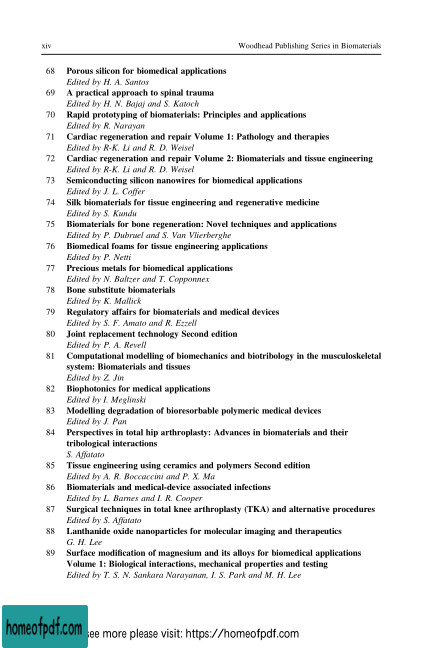 xiv Woodhead Publishing Series in Biomaterials
68 Porous silicon for biomedical applications
Edited by H. A. Santos
69 A practical approach to spinal trauma
Edited by H. N. Bajaj and S. Katoch
70 Rapid prototyping of biomaterials: Principles and applications
Edited by R. Narayan
71 Cardiac regeneration and repair Volume 1: Pathology and therapies
Edited by R-K. Li and R. D. Weisel
72 Cardiac regeneration and repair Volume 2: Biomaterials and tissue engineering
Edited by R-K. Li and R. D. Weisel
73 Semiconducting silicon nanowires for biomedical applications
Edited by J. L. Coffer
74 Silk biomaterials for tissue engineering and regenerative medicine
Edited by S. Kundu
75 Biomaterials for bone regeneration: Novel techniques and applications
Edited by P. Dubruel and S. Van Vlierberghe
76 Biomedical foams for tissue engineering applications
Edited by P. Netti
77 Precious metals for biomedical applications
Edited by N. Baltzer and T. Copponnex
78 Bone substitute biomaterials
Edited by K. Mallick
79 Regulatory affairs for biomaterials and medical devices
Edited by S. F. Amato and R. Ezzell
80 Joint replacement technology Second edition
Edited by P. A. Revell
81 Computational modelling of biomechanics and biotribology in the musculoskeletal
system: Biomaterials and tissues
Edited by Z. Jin
82 Biophotonics for medical applications
Edited by I. Meglinski
83 Modelling degradation of bioresorbable polymeric medical devices
Edited by J. Pan
84 Perspectives in total hip arthroplasty: Advances in biomaterials and their
tribological interactions
S. Affatato
85 Tissue engineering using ceramics and polymers Second edition
Edited by A. R. Boccaccini and P. X. Ma
86 Biomaterials and medical-device associated infections
Edited by L. Barnes and I. R. Cooper
87 Surgical techniques in total knee arthroplasty (TKA) and alternative procedures
Edited by S. Affatato
88 Lanthanide oxide nanoparticles for molecular imaging and therapeutics
G. H. Lee
89 Surface modification of magnesium and its alloys for biomedical applications
Volume 1: Biological interactions, mechanical properties and testing
Edited by T. S. N. Sankara Narayanan, I. S. Park and M. H. Lee
homeofpdf.com
see more please visit: https://homeofpdf.com